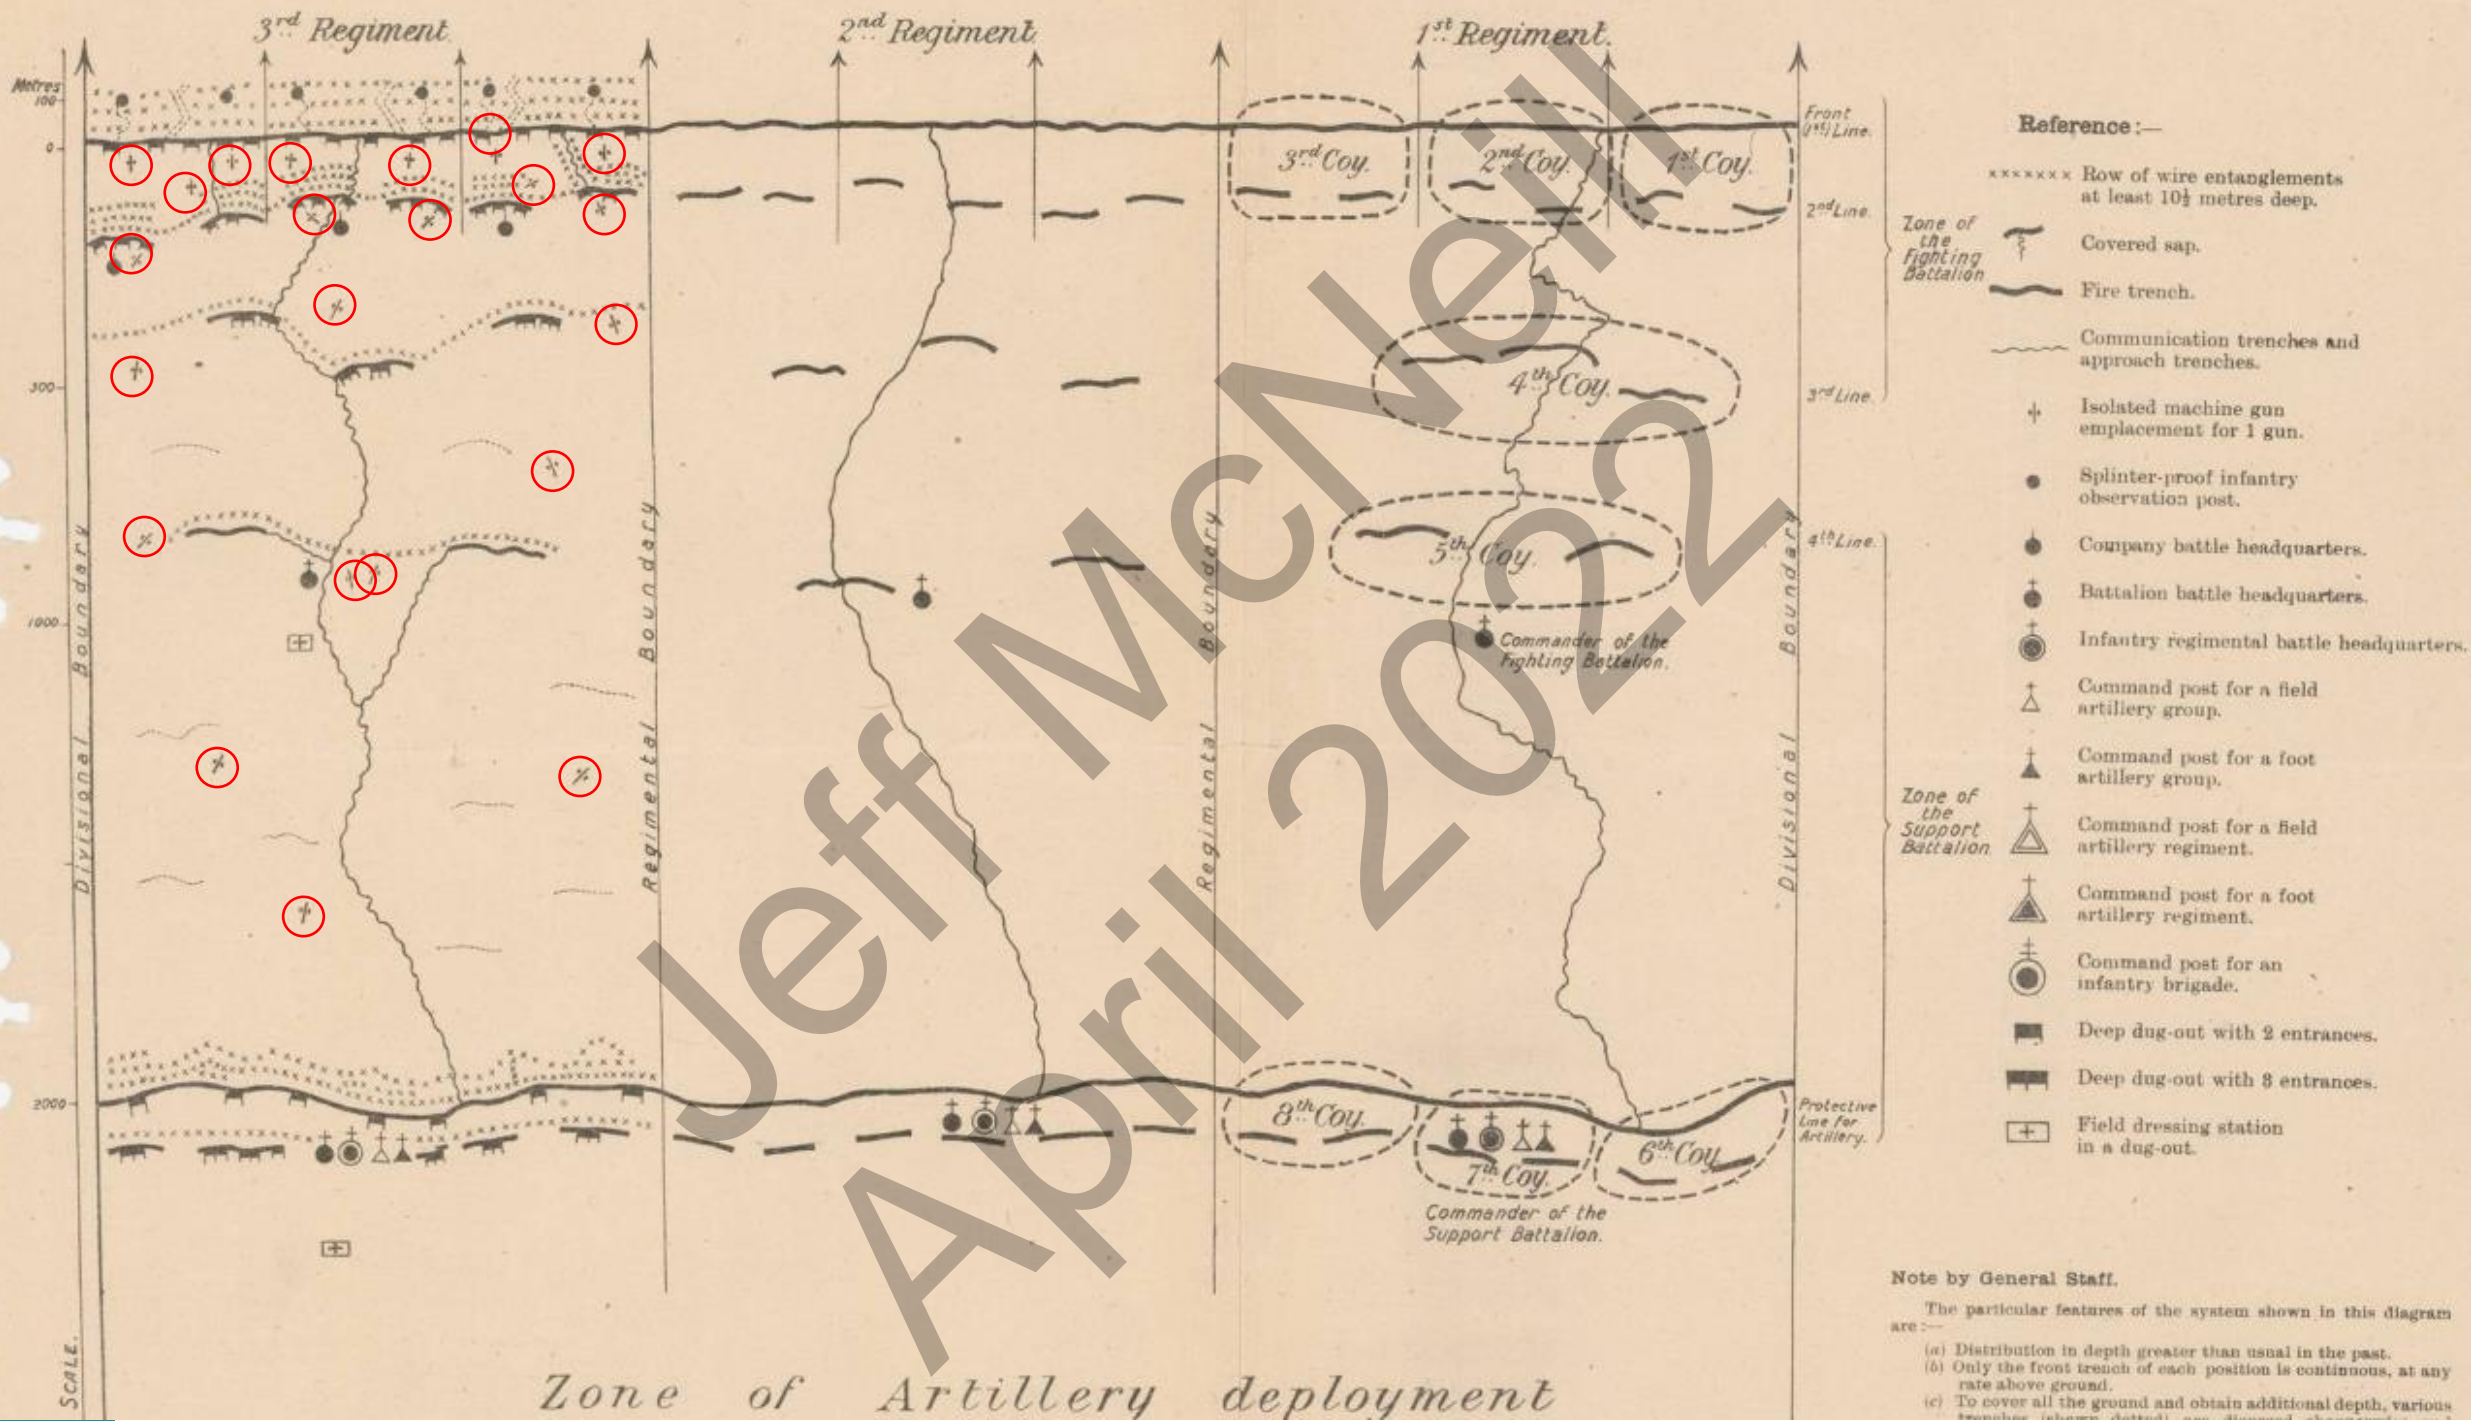 3rd Regiment.
2nd Regiment
1st Regiment.
Metres
100
0
300
1000
2000
SCALE.
Divisional Boundary
Regimental Boundary
Regimental Boundary
Divisional Boundary
3rd Coy.
2nd Coy.
1st Coy.
4th Coy.
5th Coy.
Commander of the
Fighting Battalion.
8th Coy.
7th Coy.
6th Coy.
Commander of the
Support Battalion.
Front
(1st) Line.
2nd Line.
3rd Line.
4th Line.
Protective
Line for
Artillery.
Zone of
the
Fighting
Battalion
Zone of
the
Support
Battalion
Zone of Artillery deployment
Jeff McNeill
April 2022
Reference:—
Row of wire entanglements
at least 10½ metres deep.
Covered sap.
Fire trench.
Communication trenches and
approach trenches.
Isolated machine gun
emplacement for 1 gun.
Splinter-proof infantry
observation post.
Company battle headquarters.
Battalion battle headquarters.
Infantry regimental battle headquarters.
Command post for a field
artillery group.
Command post for a foot
artillery group.
Command post for a field
artillery regiment.
Command post for a foot
artillery regiment.
Command post for an
infantry brigade.
Deep dug-out with 2 entrances.
Deep dug-out with 3 entrances.
Field dressing station
in a dug-out.
Note by General Staff.
The particular features of the system shown in this diagram
are:—
(a) Distribution in depth greater than usual in the past.
(b) Only the front trench of each position is continuous, at any
rate above ground.
(c) To cover all the ground and obtain additional depth, various